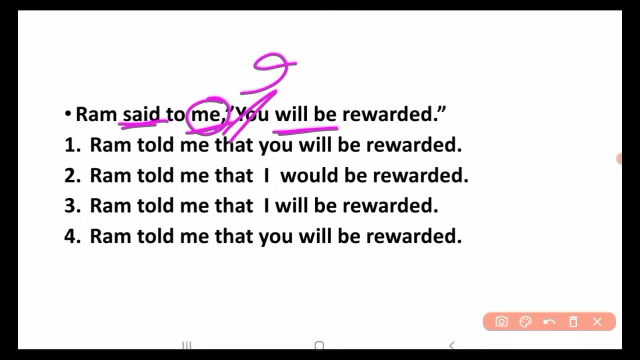 • Ram said to me,"You will be rewarded."
1. Ram told me that you will be rewarded.
2. Ram told me that I would be rewarded.
3. Ram told me that I will be rewarded.
4. Ram told me that you will be rewarded.